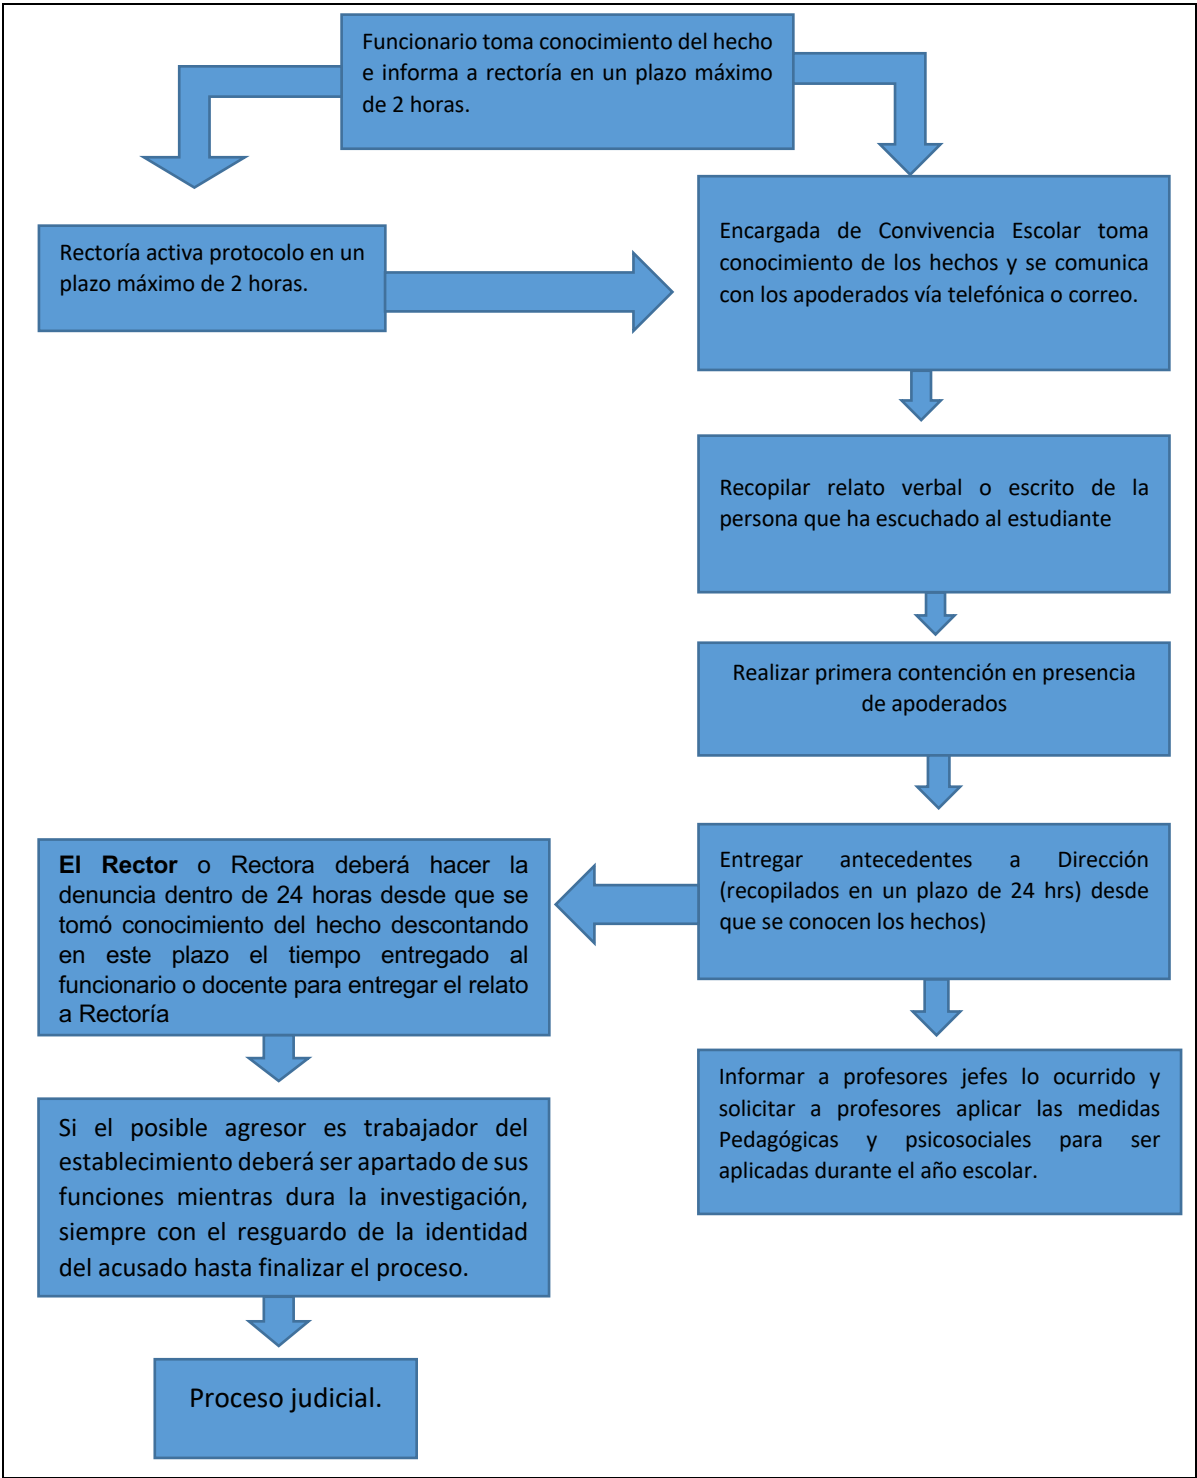 Funcionario toma conocimiento del hecho
e informa a rectoría en un plazo máximo
de 2 horas.
Rectoría activa protocolo en un
plazo máximo de 2 horas.
Encargada de Convivencia Escolar toma
conocimiento de los hechos y se comunica
con los apoderados vía telefónica o correo.
Recopilar relato verbal o escrito de la
persona que ha escuchado al estudiante
Realizar primera contención en presencia
de apoderados
Entregar antecedentes a Dirección
(recopilados en un plazo de 24 hrs) desde
que se conocen los hechos)
El Rector o Rectora deberá hacer la
denuncia dentro de 24 horas desde que se
tomó conocimiento del hecho descontando
en este plazo el tiempo entregado al
funcionario o docente para entregar el relato
a Rectoría
Informar a profesores jefes lo ocurrido y
solicitar a profesores aplicar las medidas
Pedagógicas y psicosociales para ser
aplicadas durante el año escolar.
Si el posible agresor es trabajador del
establecimiento deberá ser apartado de sus
funciones mientras dura la investigación,
siempre con el resguardo de la identidad
del acusado hasta finalizar el proceso.
Proceso judicial.